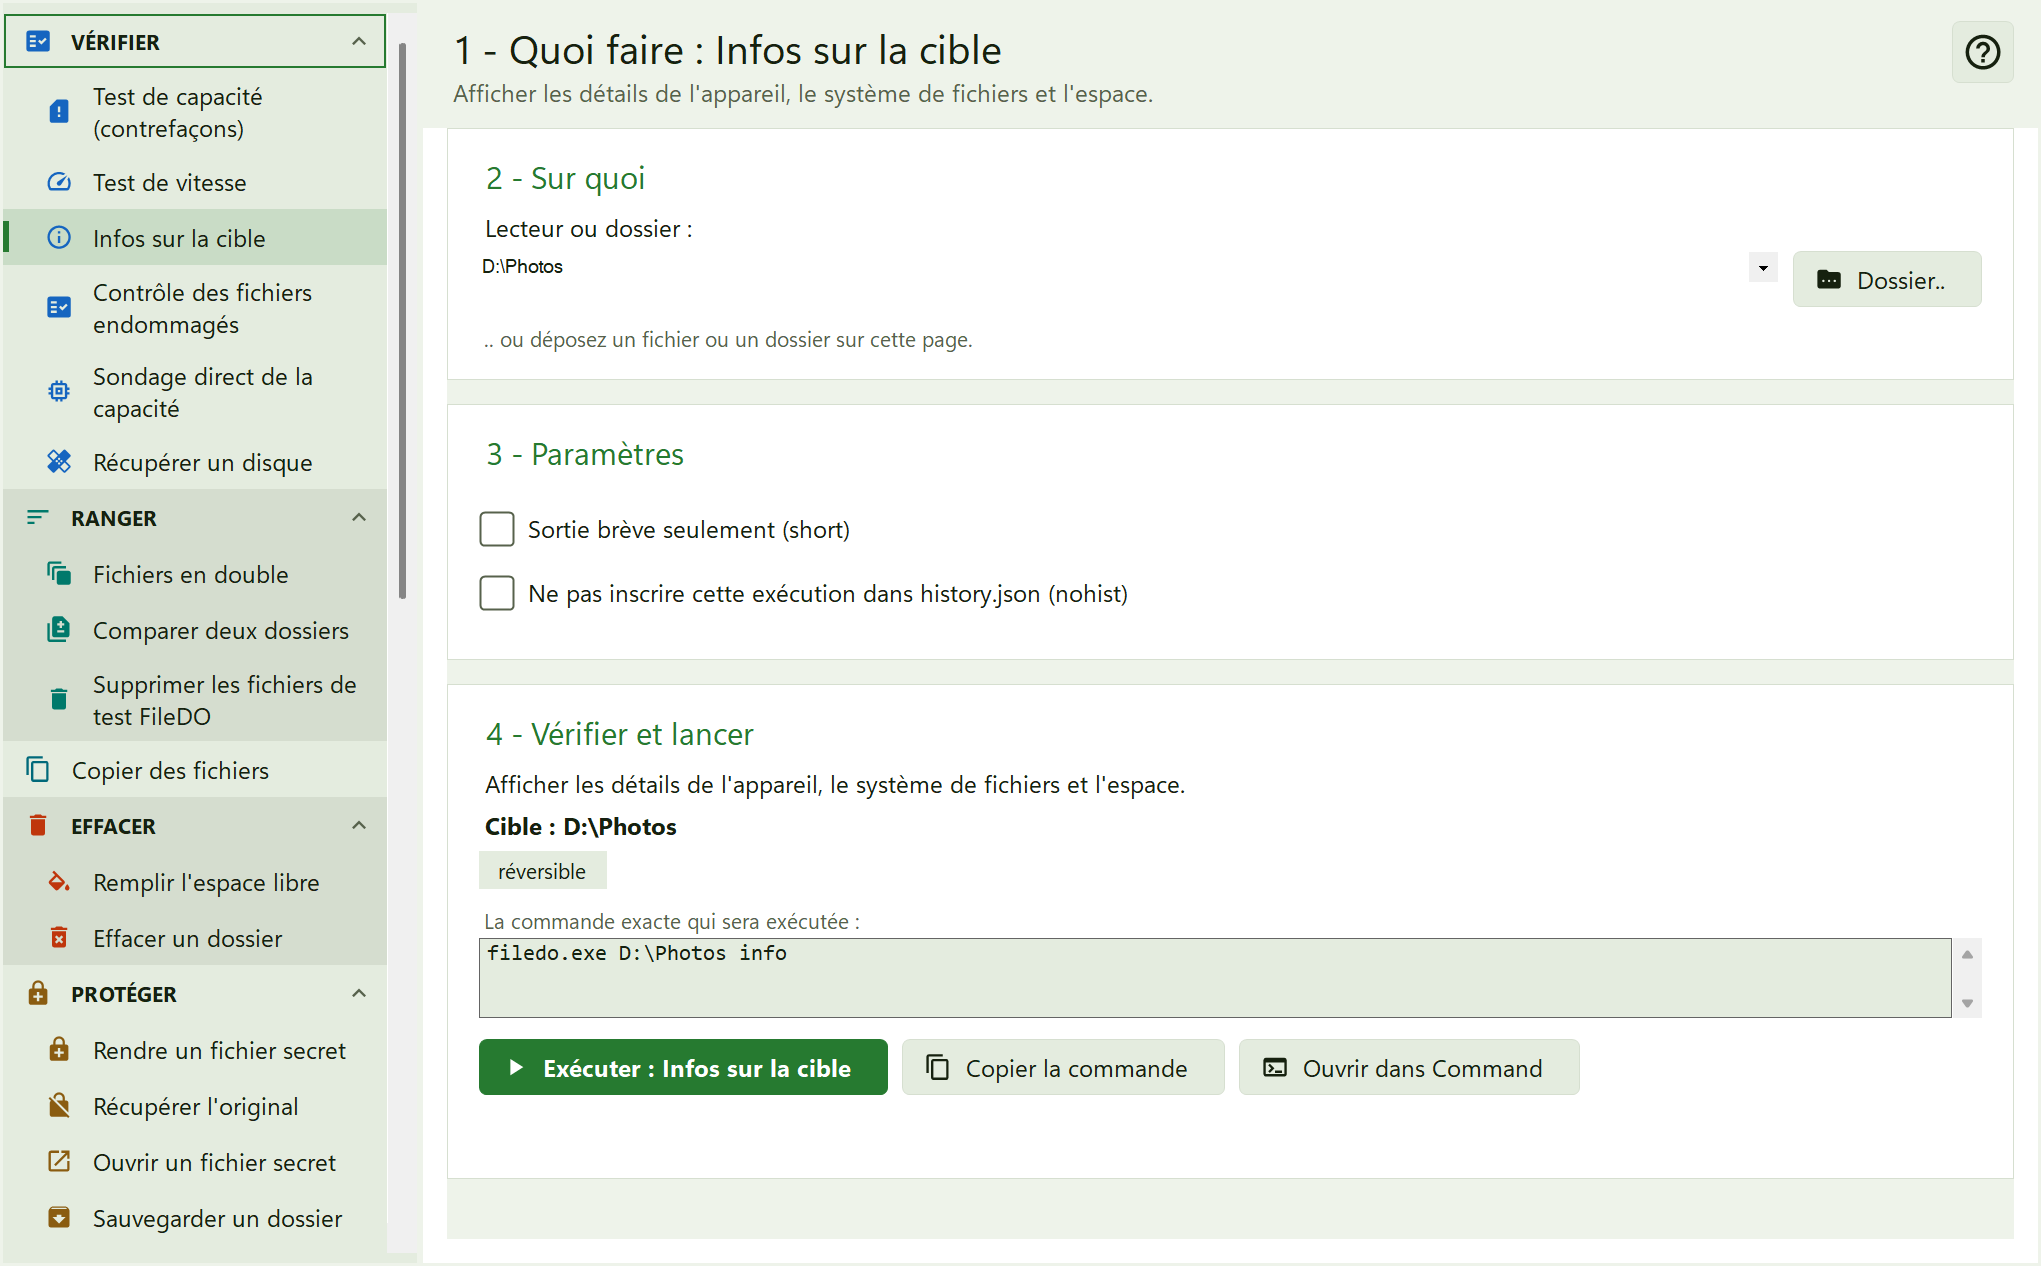 VÉRIFIER
Test de capacité
(contrefaçons)
Test de vitesse
Infos sur la cible
Contrôle des fichiers
endommagés
Sondage direct de la
capacité
Récupérer un disque
RANGER
Fichiers en double
Comparer deux dossiers
Supprimer les fichiers de
test FileDO
Copier des fichiers
EFFACER
Remplir l'espace libre
Effacer un dossier
PROTÉGER
Rendre un fichier secret
Récupérer l'original
Ouvrir un fichier secret
Sauvegarder un dossier
1 - Quoi faire : Infos sur la cible
Afficher les détails de l'appareil, le système de fichiers et l'espace.
2 - Sur quoi
Lecteur ou dossier :
D:\Photos
Dossier..
.. ou déposez un fichier ou un dossier sur cette page.
3 - Paramètres
Sortie brève seulement (short)
Ne pas inscrire cette exécution dans history.json (nohist)
4 - Vérifier et lancer
Afficher les détails de l'appareil, le système de fichiers et l'espace.
Cible : D:\Photos
réversible
La commande exacte qui sera exécutée :
filedo.exe D:\Photos info
Exécuter : Infos sur la cible
Copier la commande
Ouvrir dans Command